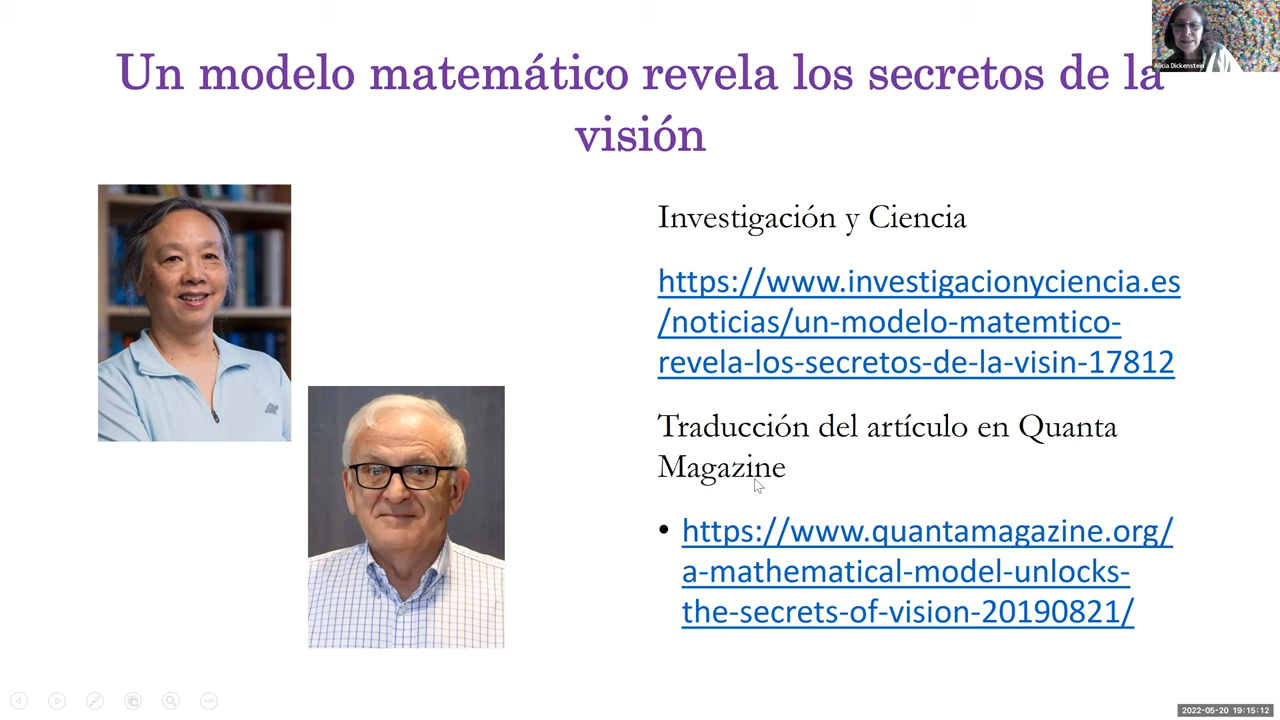 Un modelo matemático revela los secretos de la
visión
Alicia Dickenstein
Investigación y Ciencia
https://www.investigacionyciencia.es
/noticias/un-modelo-matemtico-
revela-los-secretos-de-la-visin-17812
Traducción del artículo en Quanta
Magazine
• https://www.quantamagazine.org/
a-mathematical-model-unlocks-
the-secrets-of-vision-20190821/
2022-05-20 19:15:12